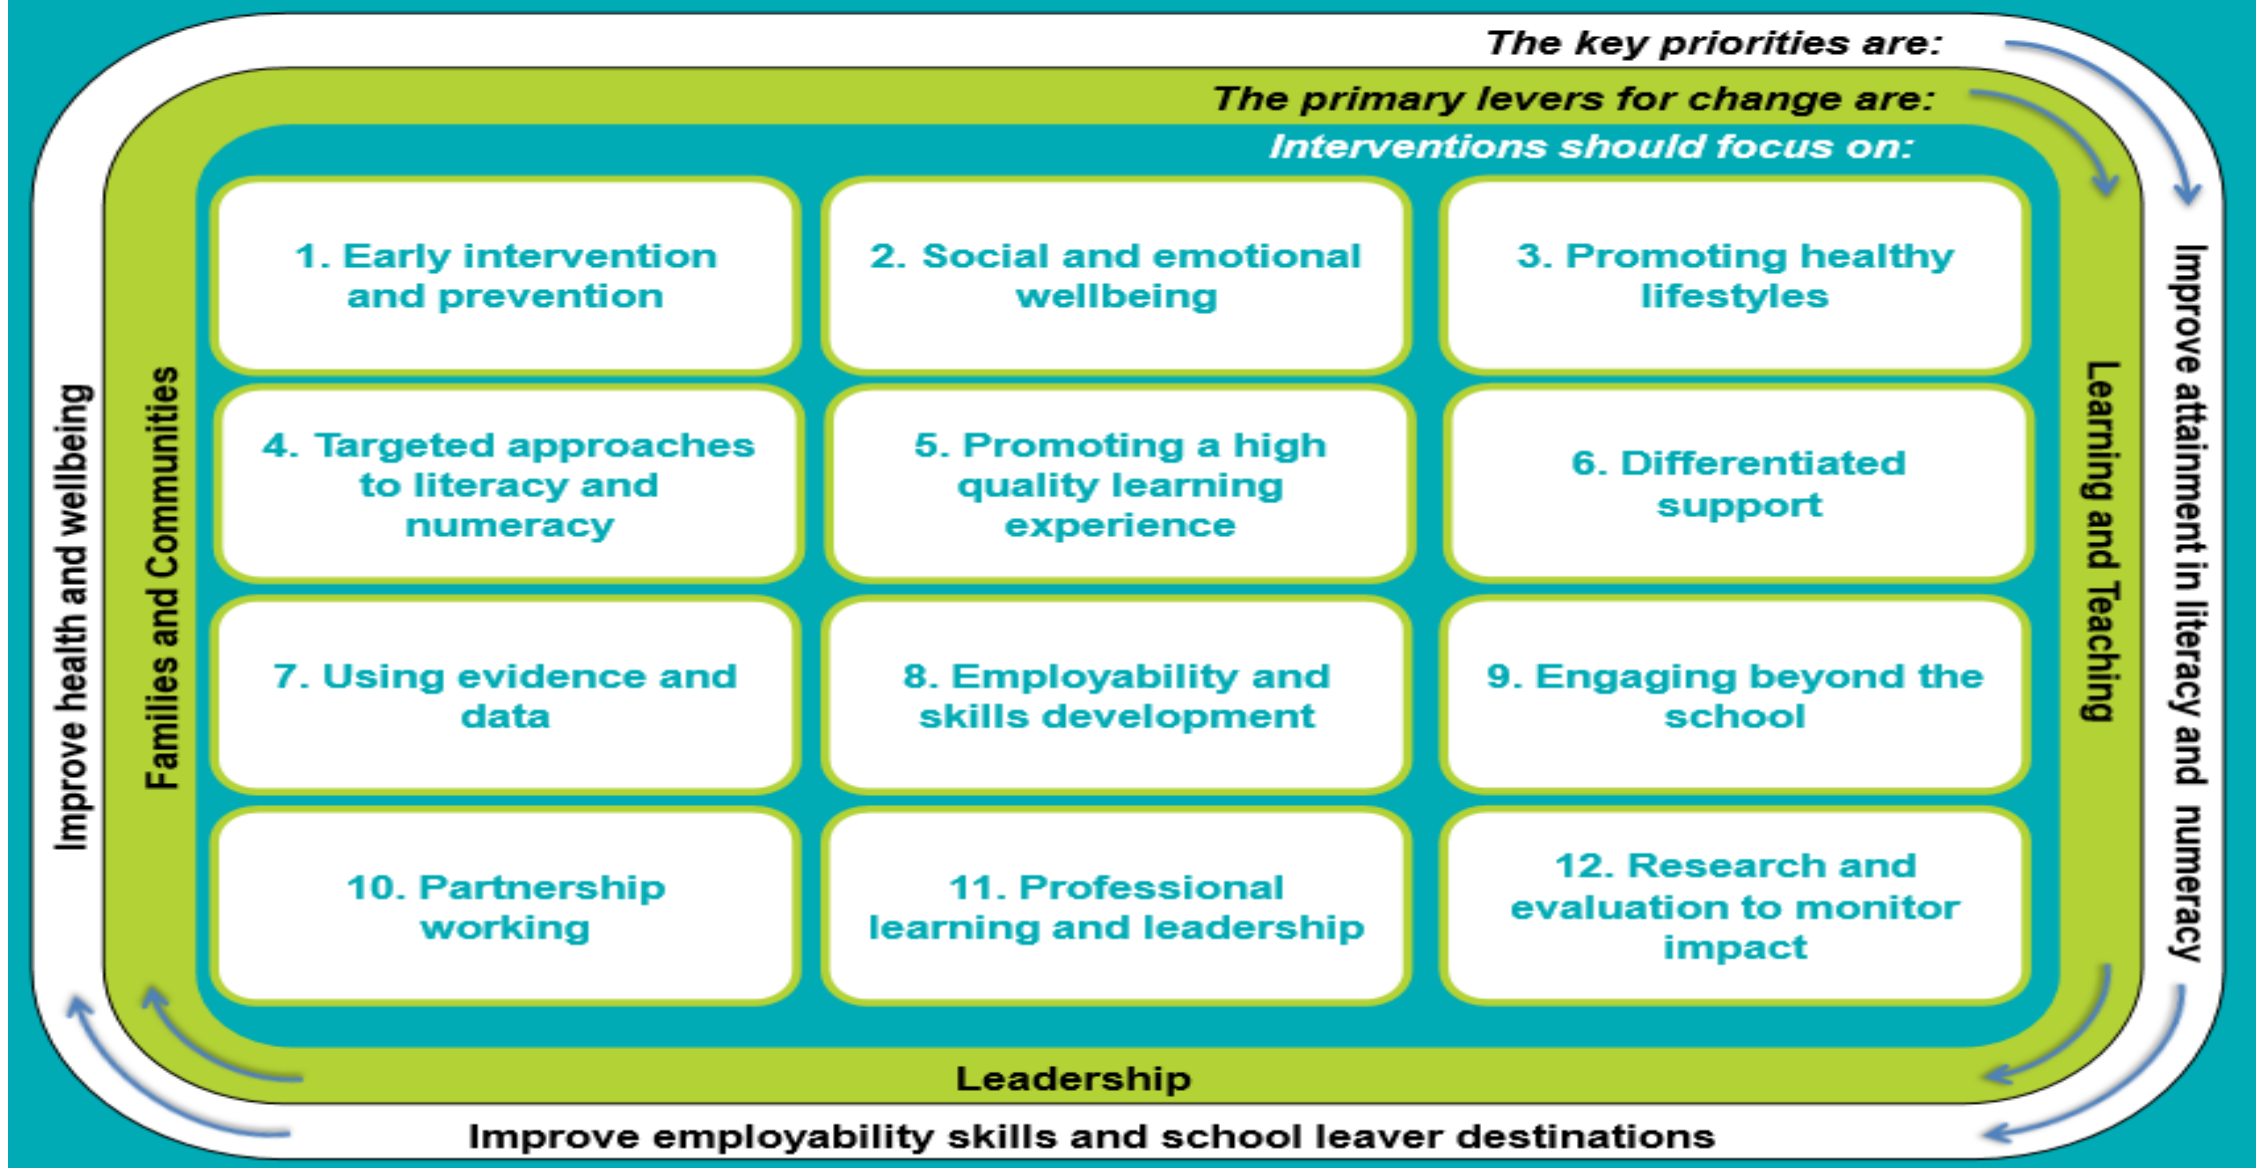 The key priorities are:
The primary levers for change are:
Interventions should focus on:
1. Early intervention
and prevention
2. Social and emotional
wellbeing
3. Promoting healthy
lifestyles
4. Targeted approaches
to literacy and
numeracy
5. Promoting a high
quality learning
experience
6. Differentiated
support
7. Using evidence and
data
8. Employability and
skills development
9. Engaging beyond the
school
10. Partnership
working
11. Professional
learning and leadership
12. Research and
evaluation to monitor
impact
Learning and Teaching
Improve attainment in literacy and numeracy
Leadership
Improve employability skills and school leaver destinations
Families and Communities
Improve health and wellbeing